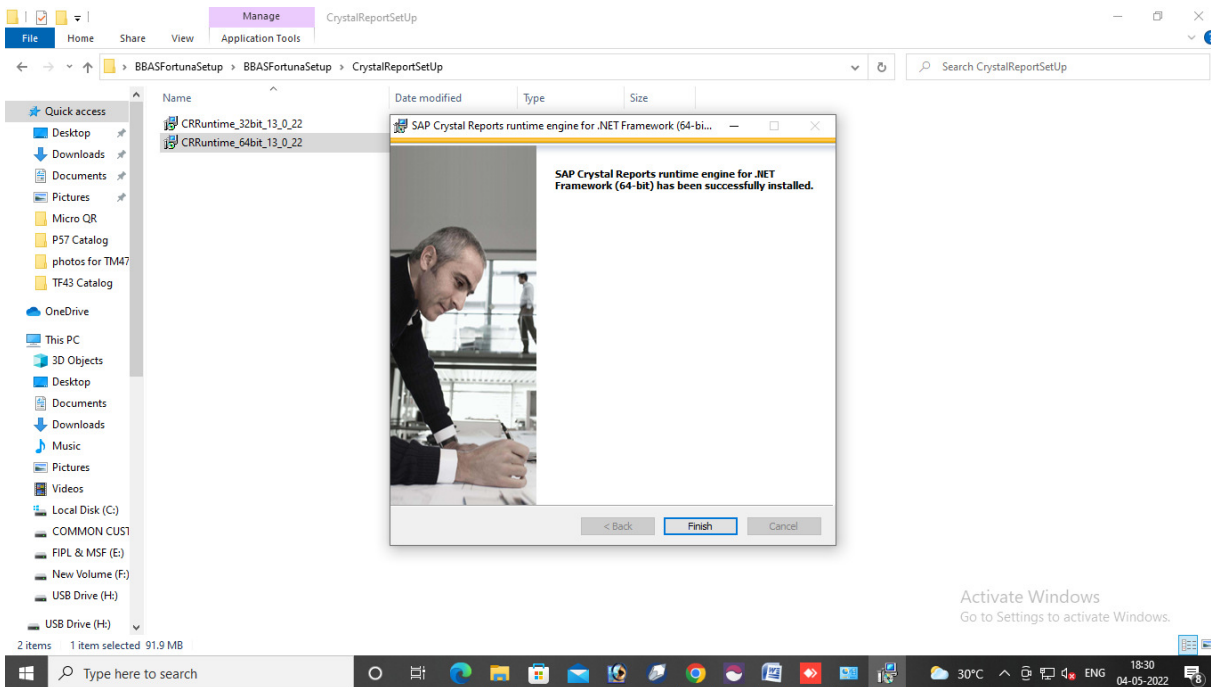 Manage
CrystalReportSetUp
File
Home
Share
View
Application Tools
BBASFortunaSetup > BBASFortunaSetup > CrystalReportSetUp
Search CrystalReportSetUp
Name
Date modified
Type
Size
Quick access
Desktop
Downloads
Documents
Pictures
Micro QR
P57 Catalog
photos for TM47
TF43 Catalog
OneDrive
This PC
3D Objects
Desktop
Documents
Downloads
Music
Pictures
Videos
Local Disk (C:)
COMMON CUST
FIPL & MSF (E:)
New Volume (F:)
USB Drive (H:)
USB Drive (H:)
CRRuntime_32bit_13_0_22
CRRuntime_64bit_13_0_22
SAP Crystal Reports runtime engine for .NET Framework (64-bi...
SAP Crystal Reports runtime engine for .NET
Framework (64-bit) has been successfully installed.
< Back
Finish
Cancel
Activate Windows
Go to Settings to activate Windows.
2 items
1 item selected 91.9 MB
Type here to search
30°C
ENG
18:30
04-05-2022
8